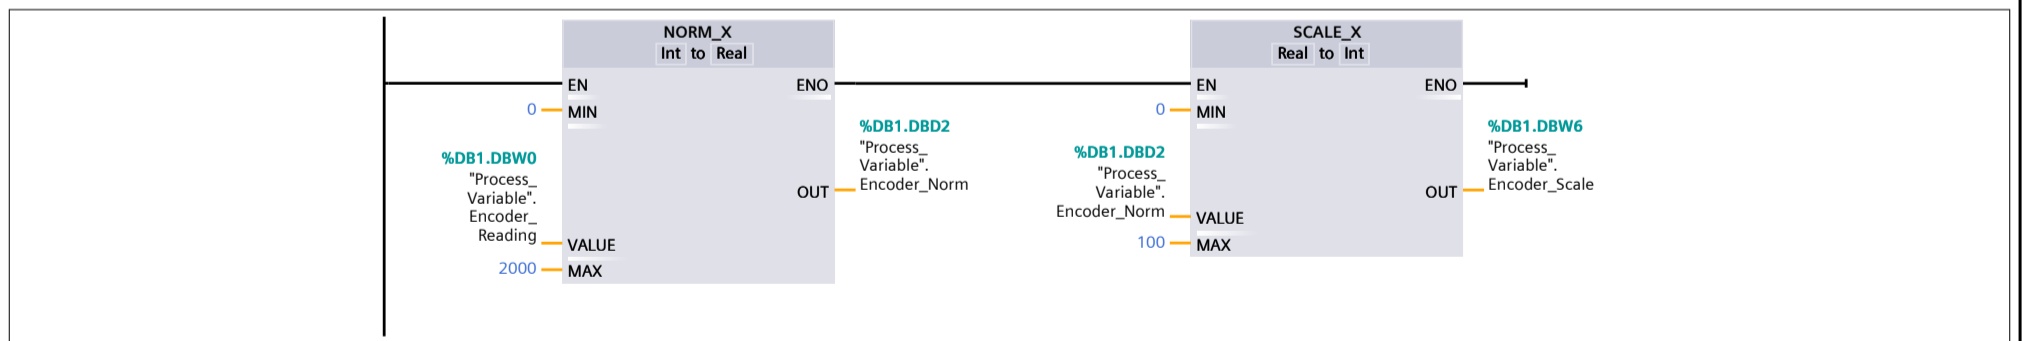 NORM_X
Int to Real
EN
ENO
0
MIN
%DB1.DBD2
"Process_
Variable".
Encoder_Norm
%DB1.DBW0
"Process_
Variable".
Encoder_
Reading
OUT
VALUE
2000
MAX
SCALE_X
Real to Int
EN
ENO
0
MIN
%DB1.DBW6
"Process_
Variable".
Encoder_Scale
%DB1.DBD2
"Process_
Variable".
Encoder_Norm
OUT
VALUE
100
MAX